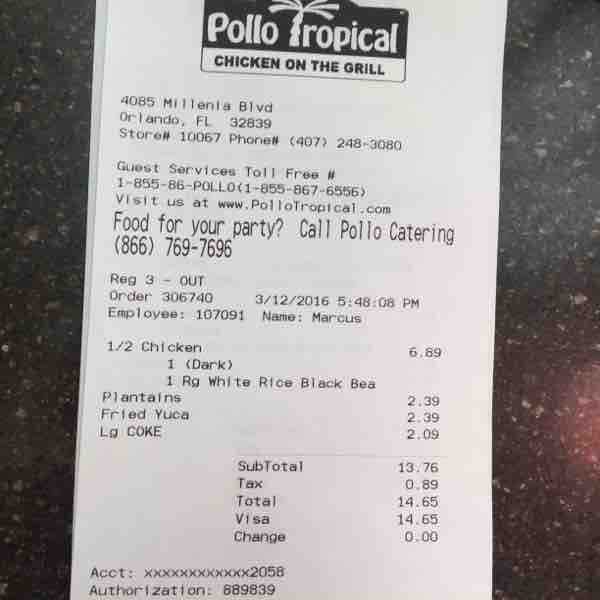 Pollo Tropical
CHICKEN ON THE GRILL
4085 Millenia Blvd
Orlando, FL 32839
Store# 10067 Phone# (407) 248-3080
Guest Services Toll Free #
1-855-86-POLLO(1-855-867-6556)
Visit us at www.PolloTropical.com
Food for your party? Call Pollo Catering
(866) 769-7696
Reg 3 - OUT
Order 306740 3/12/2016 5:48:08 PM
Employee: 107091 Name: Marcus
1/2 Chicken 6.89
1 (Dark)
1 Rg White Rice Black Bea
Plantains 2.39
Fried Yuca 2.39
Lg COKE 2.09
SubTotal 13.76
Tax 0.89
Total 14.65
Visa 14.65
Change 0.00
Acct: xxxxxxxxxxxx2058
Authorization: 889839